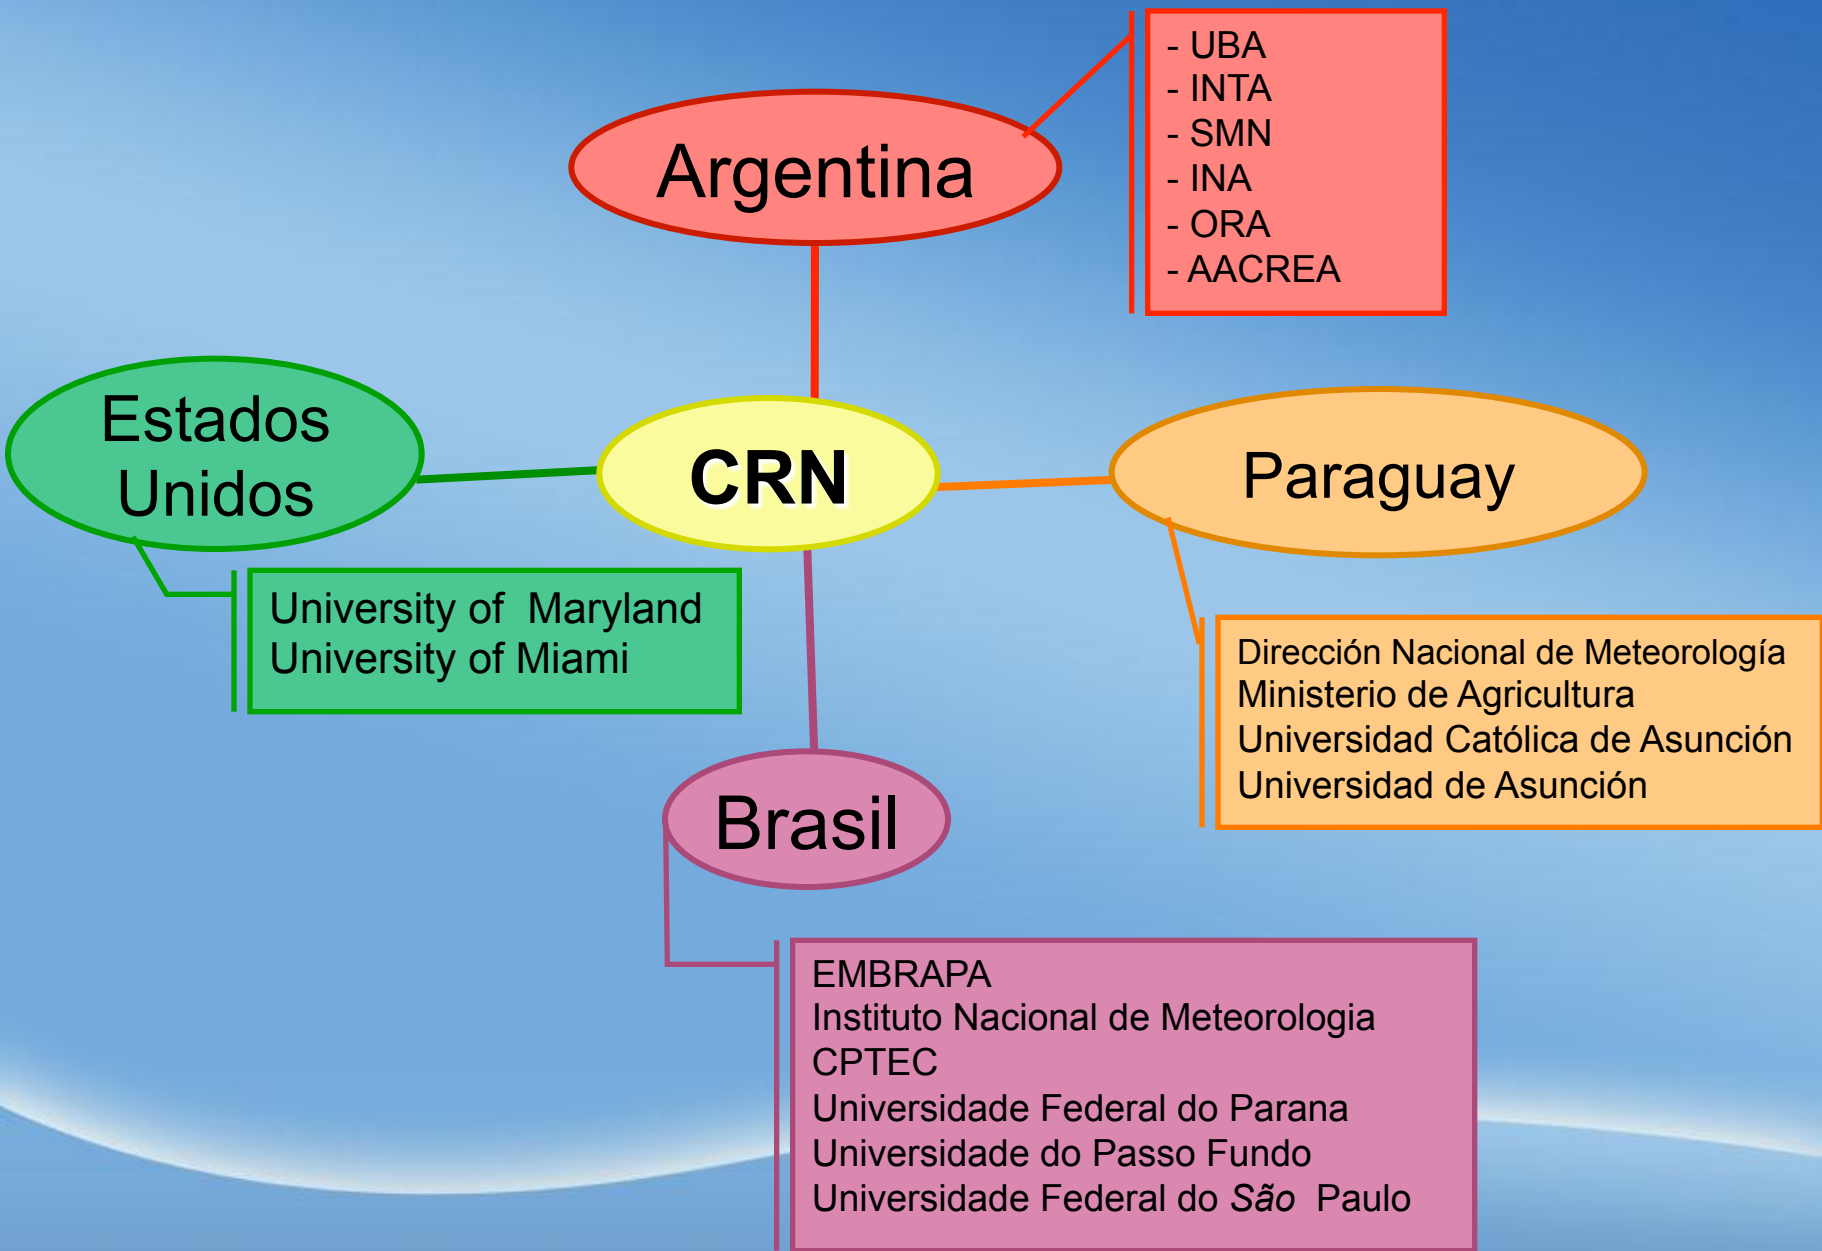 - UBA
- INTA
- SMN
- INA
- ORA
- AACREA
Argentina
Estados
Unidos
CRN
Paraguay
University of  Maryland
University of Miami
Dirección Nacional de Meteorología
Ministerio de Agricultura
Universidad Católica de Asunción
Universidad de Asunción
Brasil
EMBRAPA
Instituto Nacional de Meteorologia
CPTEC
Universidade Federal do Parana
Universidade do Passo Fundo
Universidade Federal do São  Paulo